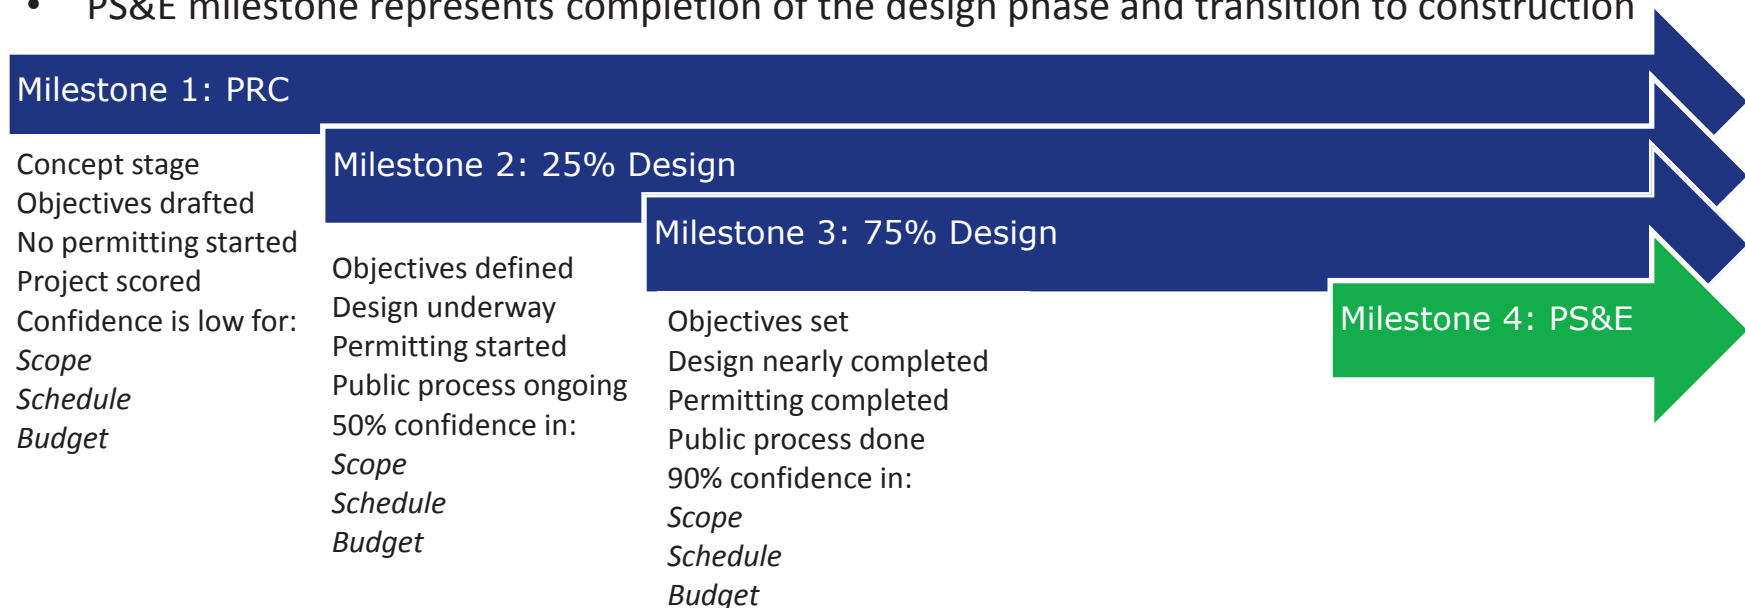 • PS&E milestone represents completion of the design phase and transition to construction
Milestone 1: PRC
Concept stage
Objectives drafted
No permitting started
Project scored
Confidence is low for:
Scope
Schedule
Budget
Milestone 2: 25% Design
Objectives defined
Design underway
Permitting started
Public process ongoing
50% confidence in:
Scope
Schedule
Budget
Milestone 3: 75% Design
Objectives set
Design nearly completed
Permitting completed
Public process done
90% confidence in:
Scope
Schedule
Budget
Milestone 4: PS&E